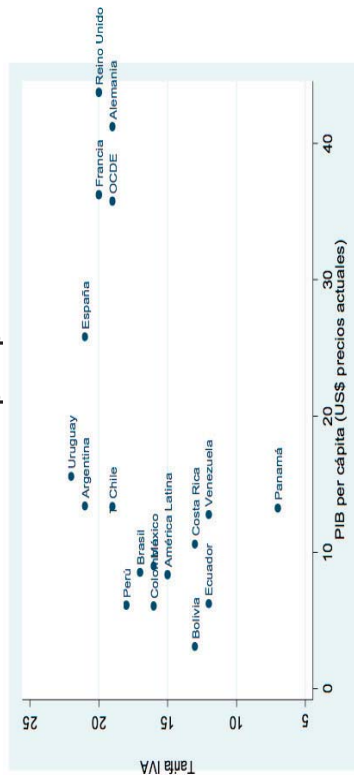 Tarifa IVA
25
20
15
10
5
Uruguay
Argentina
España
Francia
Reino Unido
OCDE
Alemania
Chile
Perú
Brasil
Colombia
México
América Latina
Bolivia
Costa Rica
Ecuador
Venezuela
Panamá
0
10
20
30
40
PIB per cápita (US$ precios actuales)